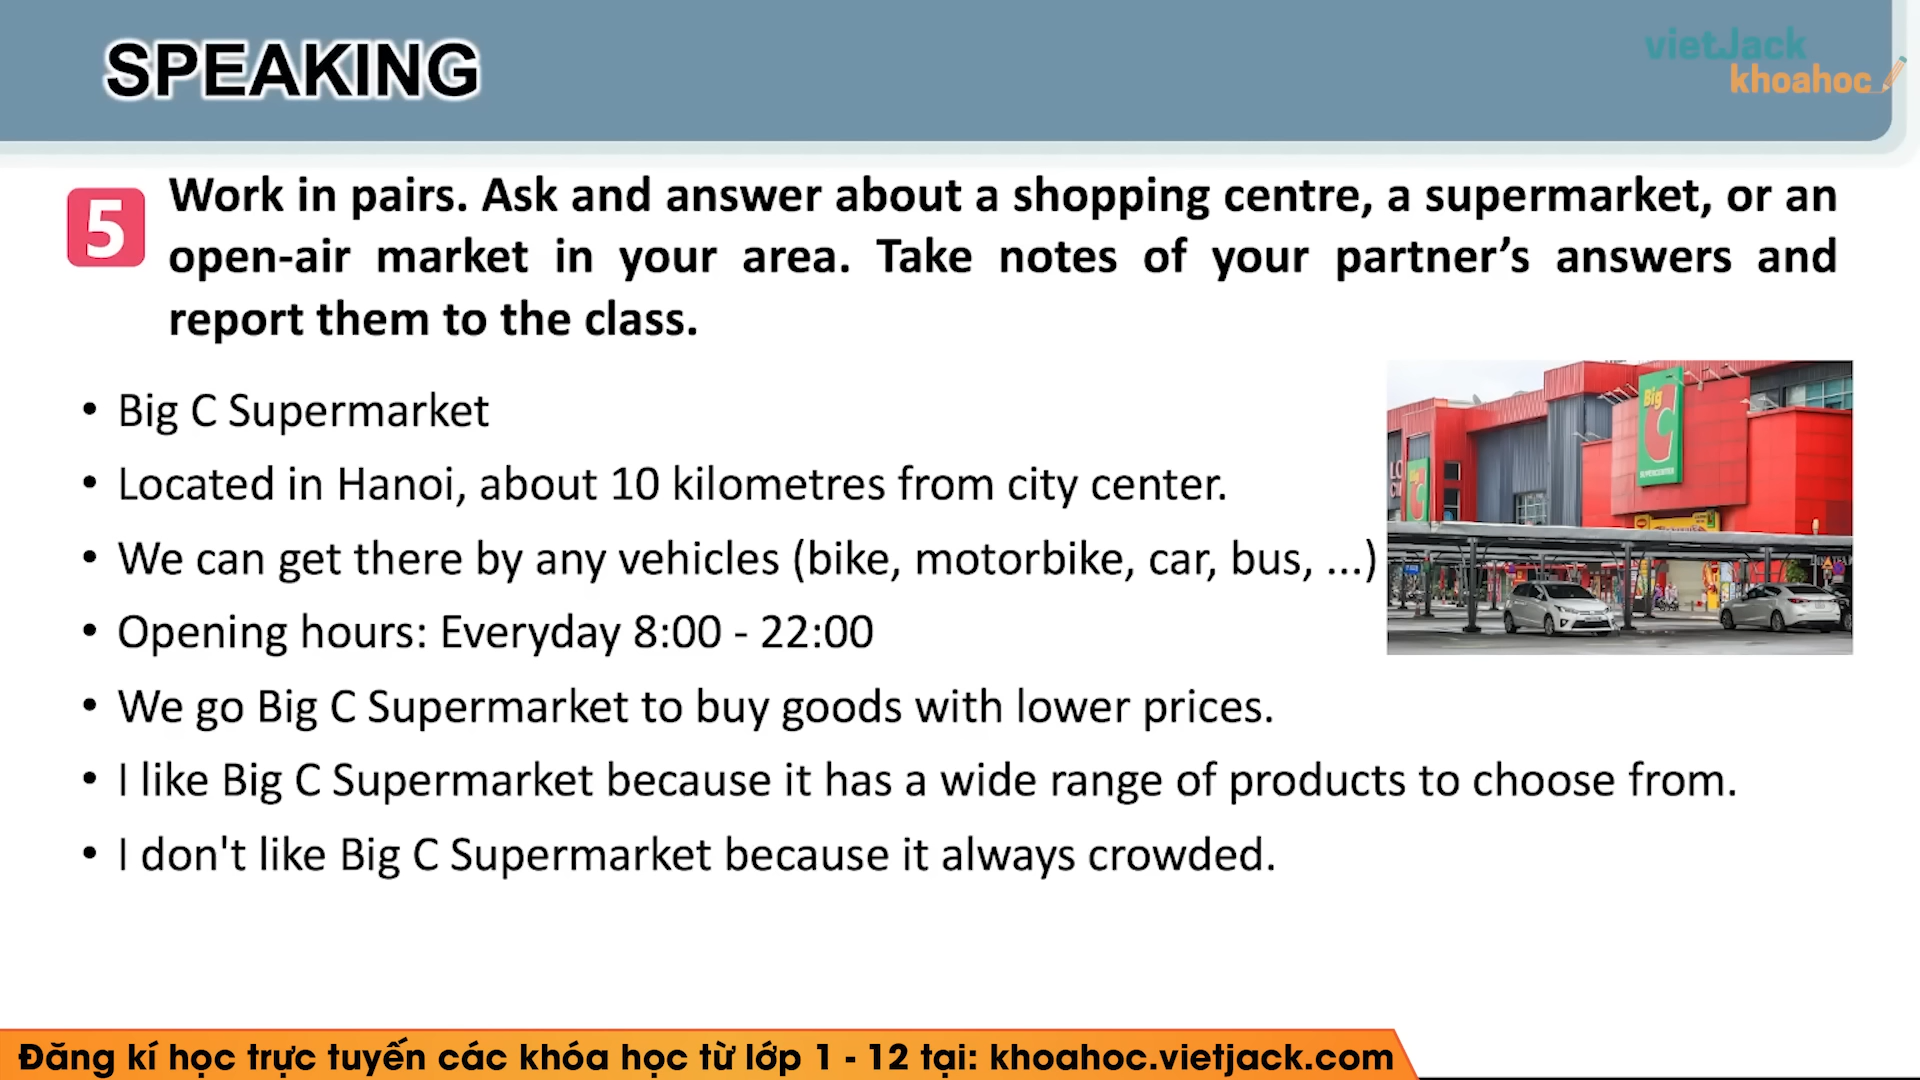 SPEAKING
vietJack
khoahoc
5
Work in pairs. Ask and answer about a shopping centre, a supermarket, or an
open-air market in your area. Take notes of your partner’s answers and
report them to the class.
• Big C Supermarket
• Located in Hanoi, about 10 kilometres from city center.
• We can get there by any vehicles (bike, motorbike, car, bus, ...)
• Opening hours: Everyday 8:00 - 22:00
• We go Big C Supermarket to buy goods with lower prices.
• I like Big C Supermarket because it has a wide range of products to choose from.
• I don't like Big C Supermarket because it always crowded.
Big
C
SUPERCENTER
Đăng kí học trực tuyến các khóa học từ lớp 1 - 12 tại: khoahoc.vietjack.com